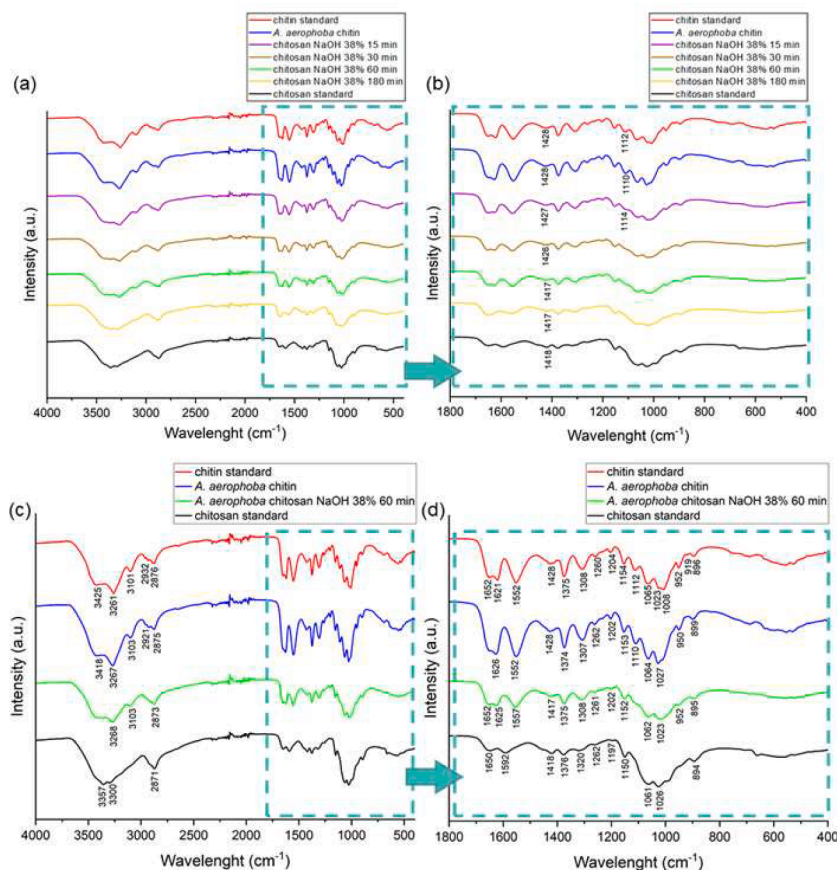 chitin standard
A. aerophoba chitin
chitosan NaOH 38% 15 min
chitosan NaOH 38% 30 min
chitosan NaOH 38% 60 min
chitosan NaOH 38% 180 min
chitosan standard
(a)
Intensity (a.u.)
4000 3500 3000 2500 2000 1500 1000 500
Wavelenght (cm-1)
chitin standard
A. aerophoba chitin
chitosan NaOH 38% 15 min
chitosan NaOH 38% 30 min
chitosan NaOH 38% 60 min
chitosan NaOH 38% 180 min
chitosan standard
(b)
Intensity (a.u.)
1428 1112
1428 1110
1427 1114
1426
1417
1417
1418
1800 1600 1400 1200 1000 800 600 400
Wavelenght (cm-1)
chitin standard
A. aerophoba chitin
A. aerophoba chitosan NaOH 38% 60 min
chitosan standard
(c)
Intensity (a.u.)
3425 3261 3101 2932 2876
3418 3267 3103 2921 2875
3268 3103 2873
3357 3300 2871
4000 3500 3000 2500 2000 1500 1000 500
Wavelenght (cm-1)
chitin standard
A. aerophoba chitin
A. aerophoba chitosan NaOH 38% 60 min
chitosan standard
(d)
Intensity (a.u.)
1652 1621 1552 1428 1375 1308 1260 1204 1154 1112 1065 1023 1008 952 919 896
1626 1552 1428 1374 1307 1262 1202 1153 1110 1064 1027 950 899
1652 1625 1557 1417 1375 1308 1261 1202 1152 1062 1023 952 895
1650 1592 1418 1376 1320 1262 1197 1150 1061 1026 894
1800 1600 1400 1200 1000 800 600 400
Wavelenght (cm-1)